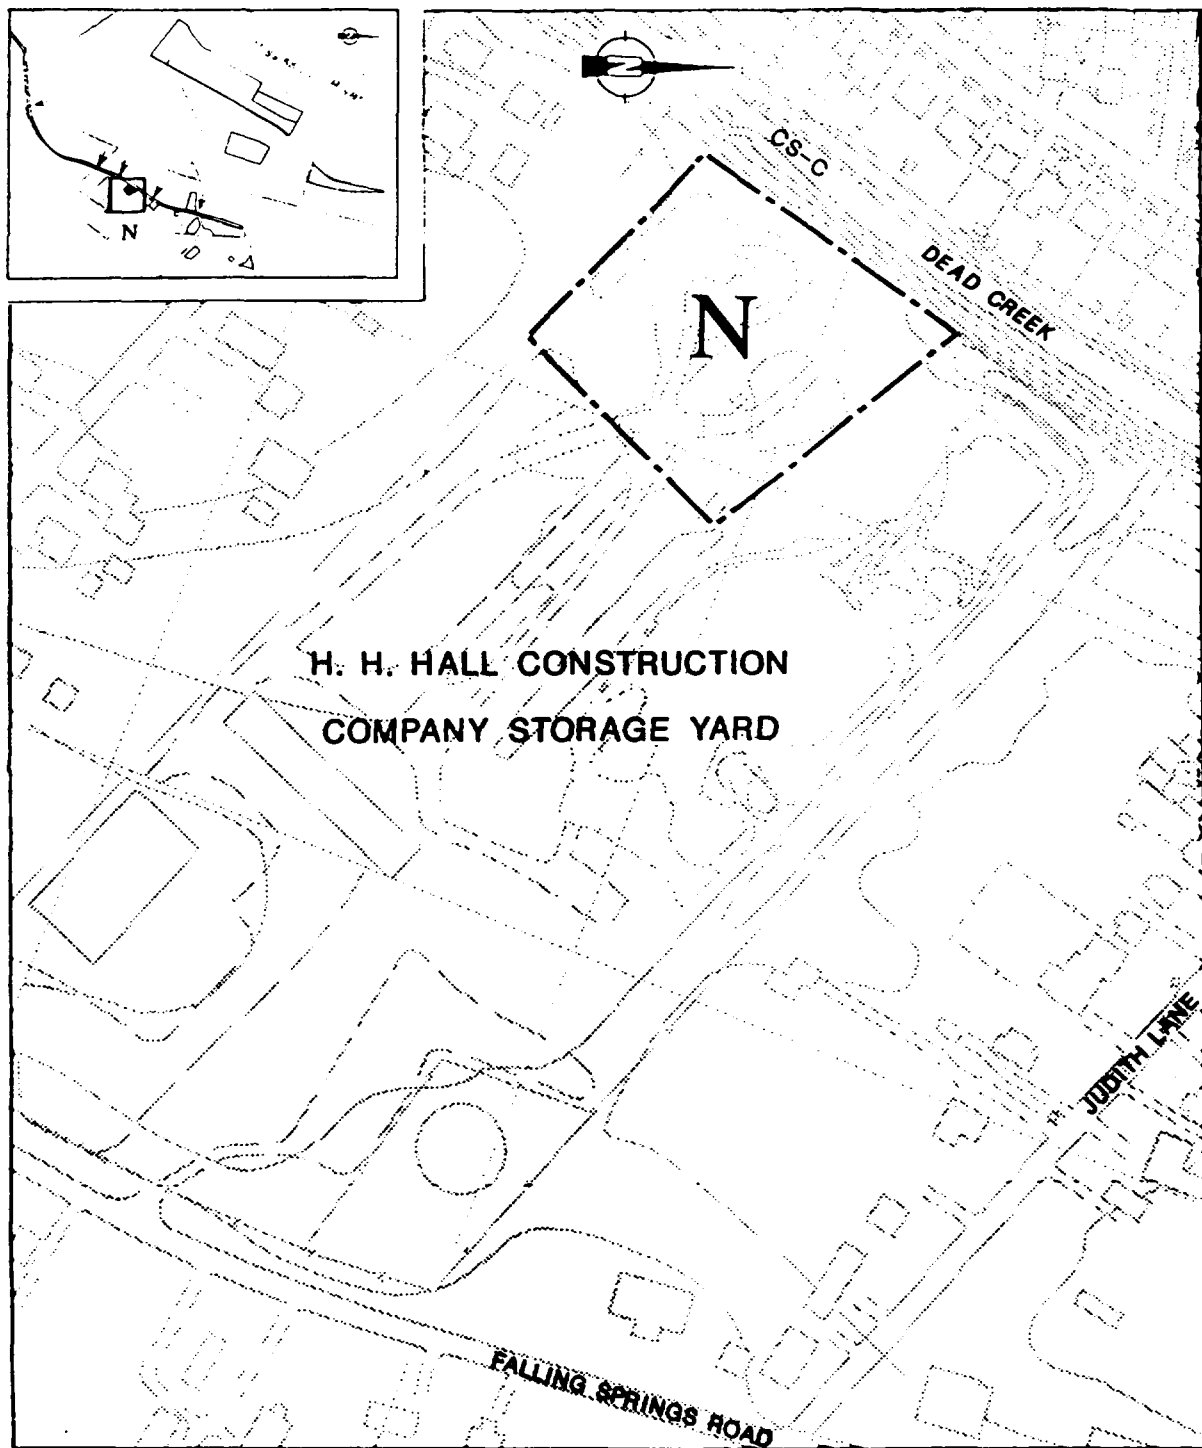 N
N
CS-C
DEAD CREEK
N
H. H. HALL CONSTRUCTION
COMPANY STORAGE YARD
JUDITH LANE
FALLING SPRINGS ROAD